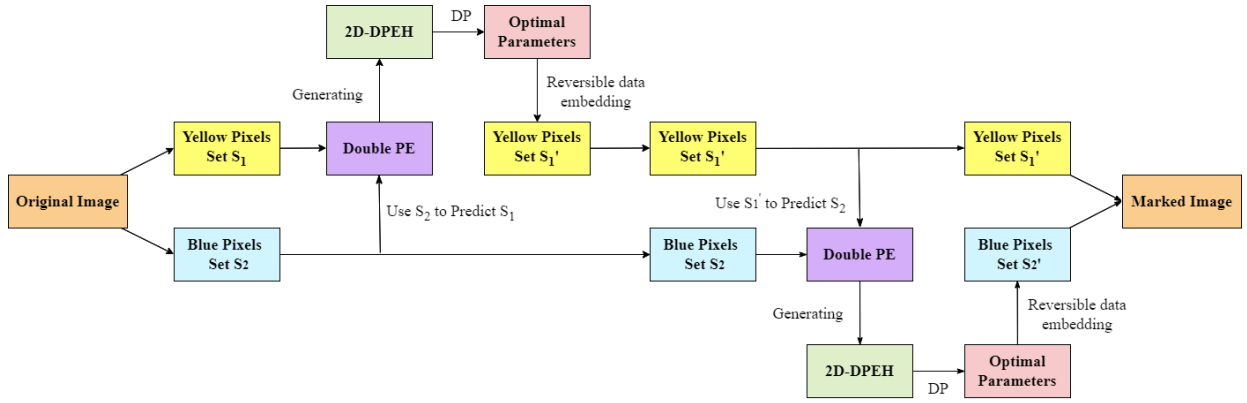 2D-DPEH
DP
Optimal
Parameters
Generating
Reversible data
embedding
Yellow Pixels
Set S₁
Double PE
Yellow Pixels
Set S₁'
Yellow Pixels
Set S₁'
Yellow Pixels
Set S₁'
Original Image
Use S₂ to Predict S₁
Use S₁' to Predict S₂
Marked Image
Blue Pixels
Set S₂
Blue Pixels
Set S₂
Double PE
Blue Pixels
Set S₂'
Generating
Reversible data
embedding
2D-DPEH
DP
Optimal
Parameters